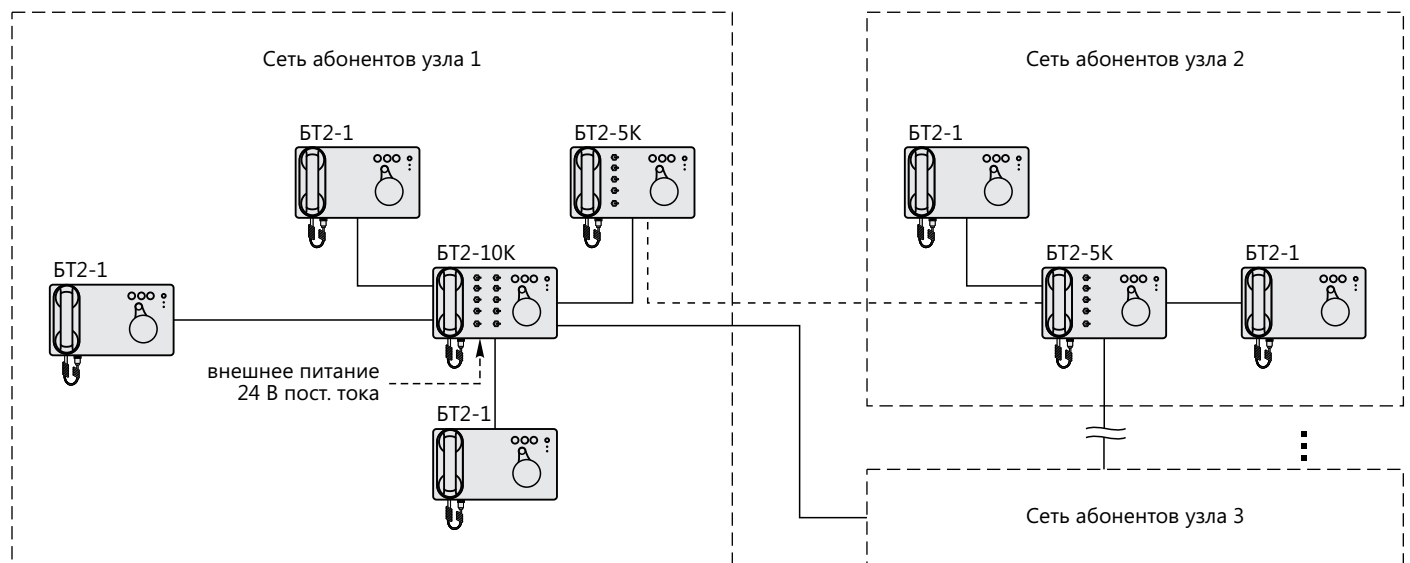 Сеть абонентов узла 1
Сеть абонентов узла 2
БТ2-1
БТ2-5К
БТ2-1
БТ2-1
БТ2-10К
БТ2-5К
БТ2-1
внешнее питание
24 В пост. тока
БТ2-1
Сеть абонентов узла 3